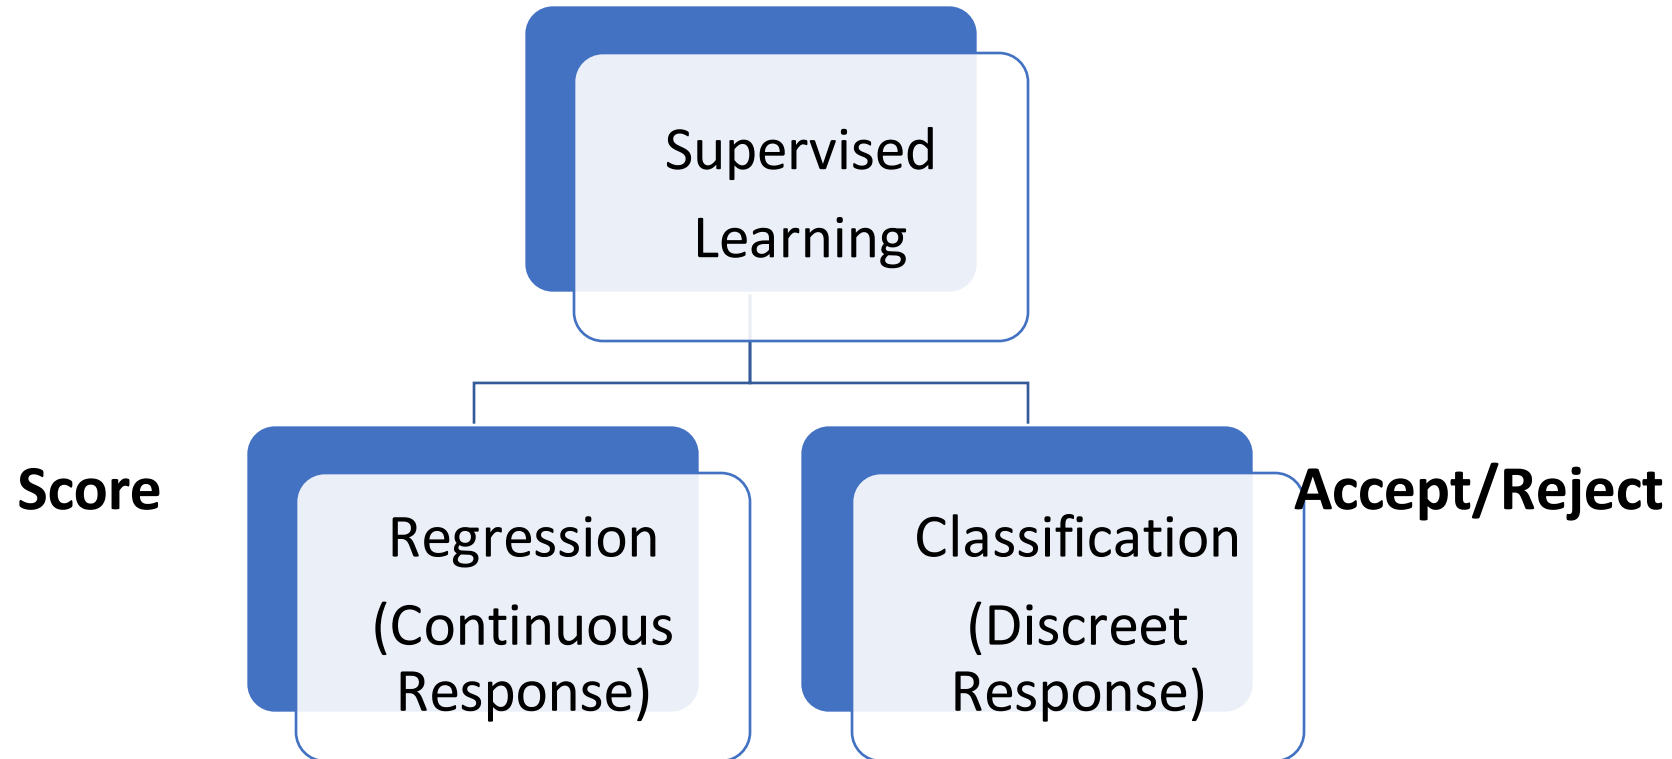 Supervised
Learning
Score
Regression
(Continuous
Response)
Classification
(Discreet
Response)
Accept/Reject